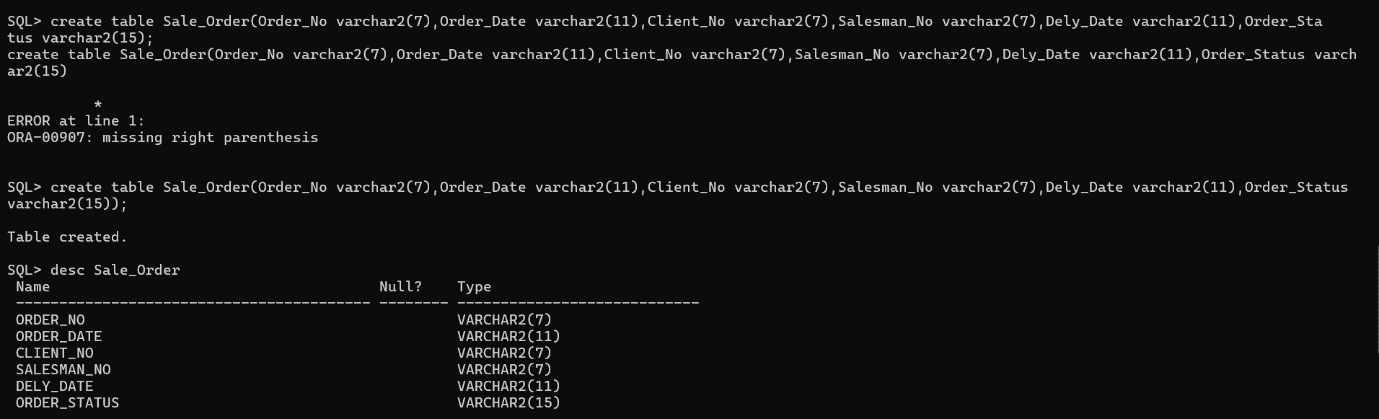 SQL> create table Sale_Order(Order_No varchar2(7),Order_Date varchar2(11),Client_No varchar2(7),Salesman_No varchar2(7),Dely_Date varchar2(11),Order_Sta
tus varchar2(15);
create table Sale_Order(Order_No varchar2(7),Order_Date varchar2(11),Client_No varchar2(7),Salesman_No varchar2(7),Dely_Date varchar2(11),Order_Status varch
ar2(15)
*
ERROR at line 1:
ORA-00907: missing right parenthesis
SQL> create table Sale_Order(Order_No varchar2(7),Order_Date varchar2(11),Client_No varchar2(7),Salesman_No varchar2(7),Dely_Date varchar2(11),Order_Status
varchar2(15));
Table created.
SQL> desc Sale_Order
Name Null? Type
----------------------------------------- -------- ----------------------------
ORDER_NO VARCHAR2(7)
ORDER_DATE VARCHAR2(11)
CLIENT_NO VARCHAR2(7)
SALESMAN_NO VARCHAR2(7)
DELY_DATE VARCHAR2(11)
ORDER_STATUS VARCHAR2(15)